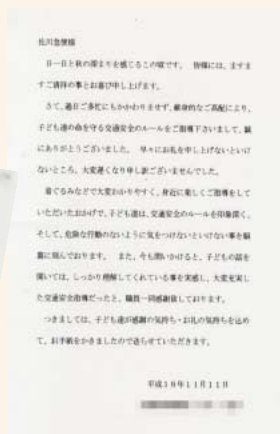 佐川急便様
日一日と秋の深まりを感じるこの頃です。 皆様には、ますま
すご清祥の事とお喜び申し上げます。
さて、過日ご多忙にもかかわりませず、献身的なご高配により、
子ども達の命を守る交通安全のルールをご指導下さいまして、誠
にありがとうございました。 早々にお礼を申し上げないといけ
ないところ、大変遅くなり申し訳ございませんでした。
着ぐるみなどで大変わかりやすく、身近に楽しくご指導をして
いただいたおかげで、子ども達は、交通安全のルールを印象深く、
そして、危険な行動のないように気をつけないといけない事を脳
裏に刻んでおります。 また、今も問いかけると、子どもの話を
聞いては、しっかり理解してくれている事を実感し、大変充実し
た交通安全指導だったと、職員一同感謝致しております。
つきましては、子ども達が感謝の気持ち・お礼の気持ちを込め
て、お手紙をかきましたので送らせていただきます。
平成30年11月11日